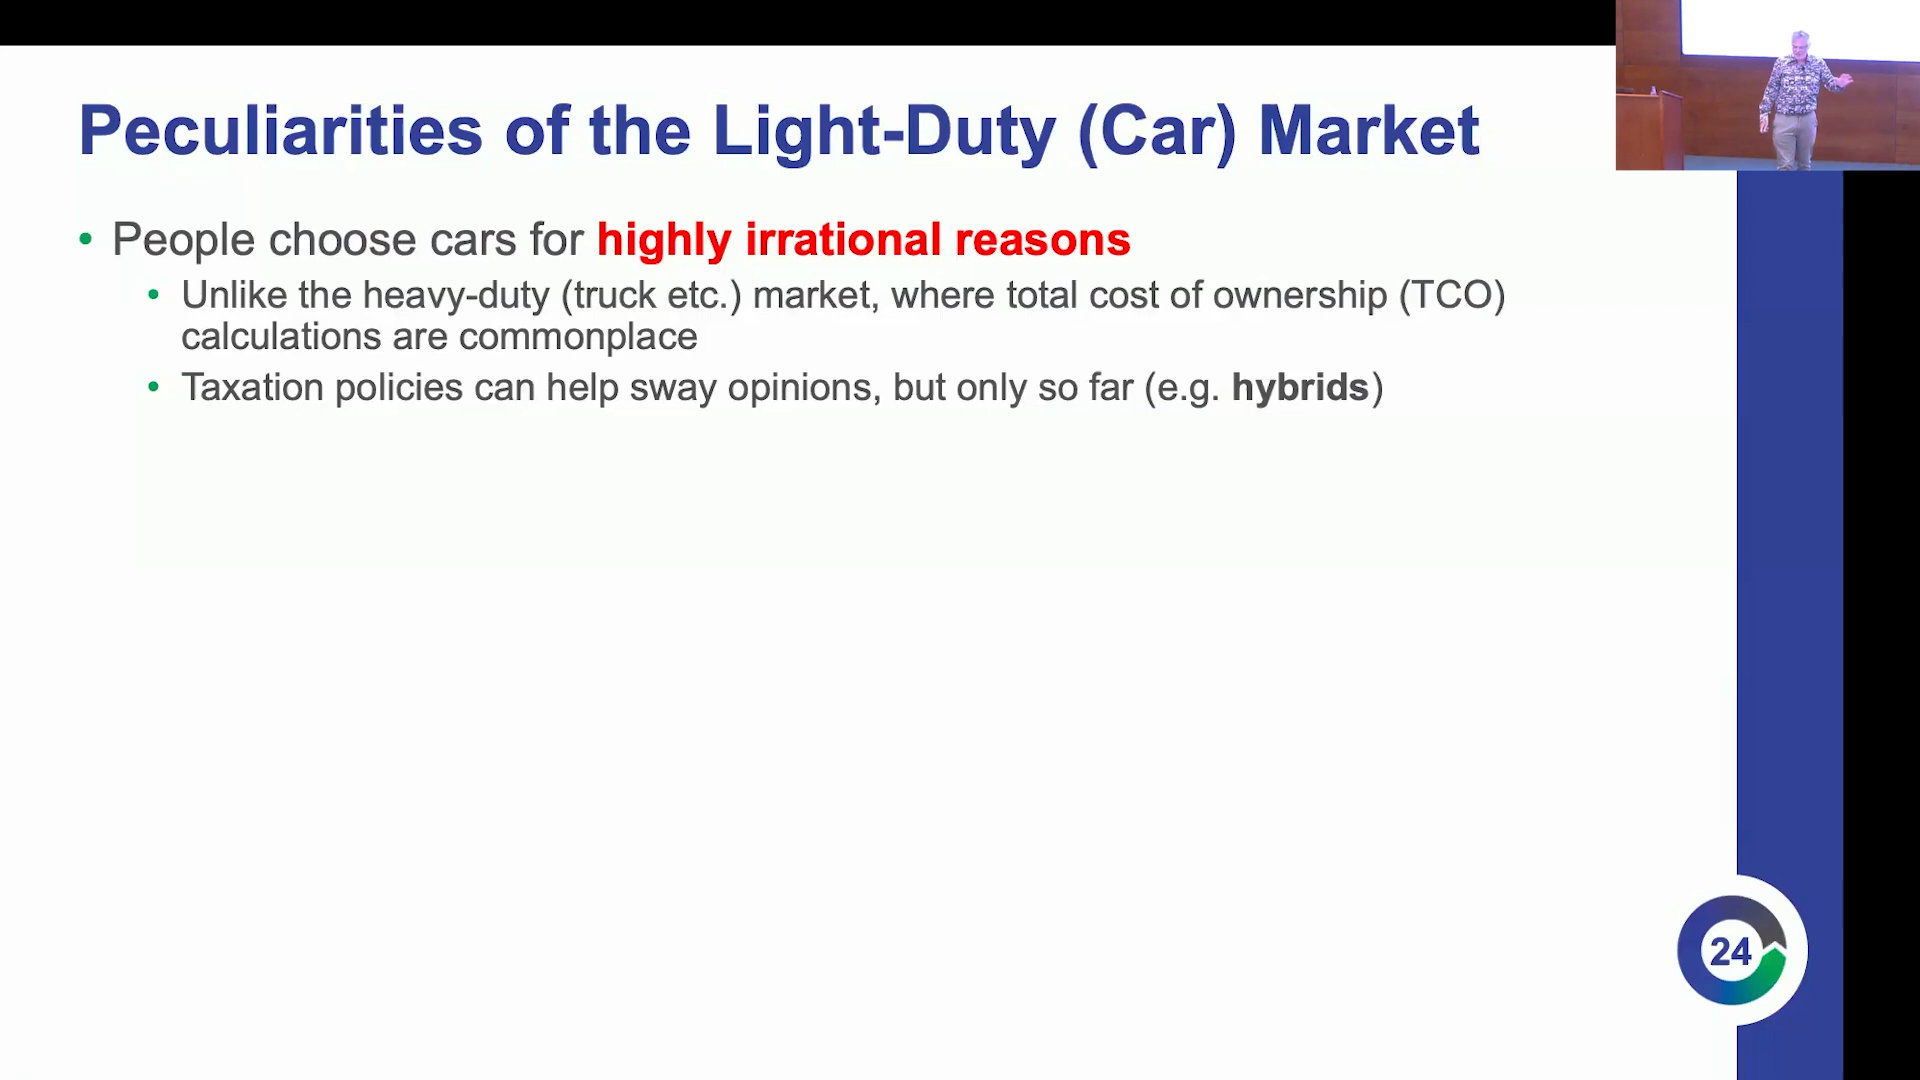 Peculiarities of the Light-Duty (Car) Market
• People choose cars for highly irrational reasons
• Unlike the heavy-duty (truck etc.) market, where total cost of ownership (TCO)
calculations are commonplace
• Taxation policies can help sway opinions, but only so far (e.g. hybrids)
24